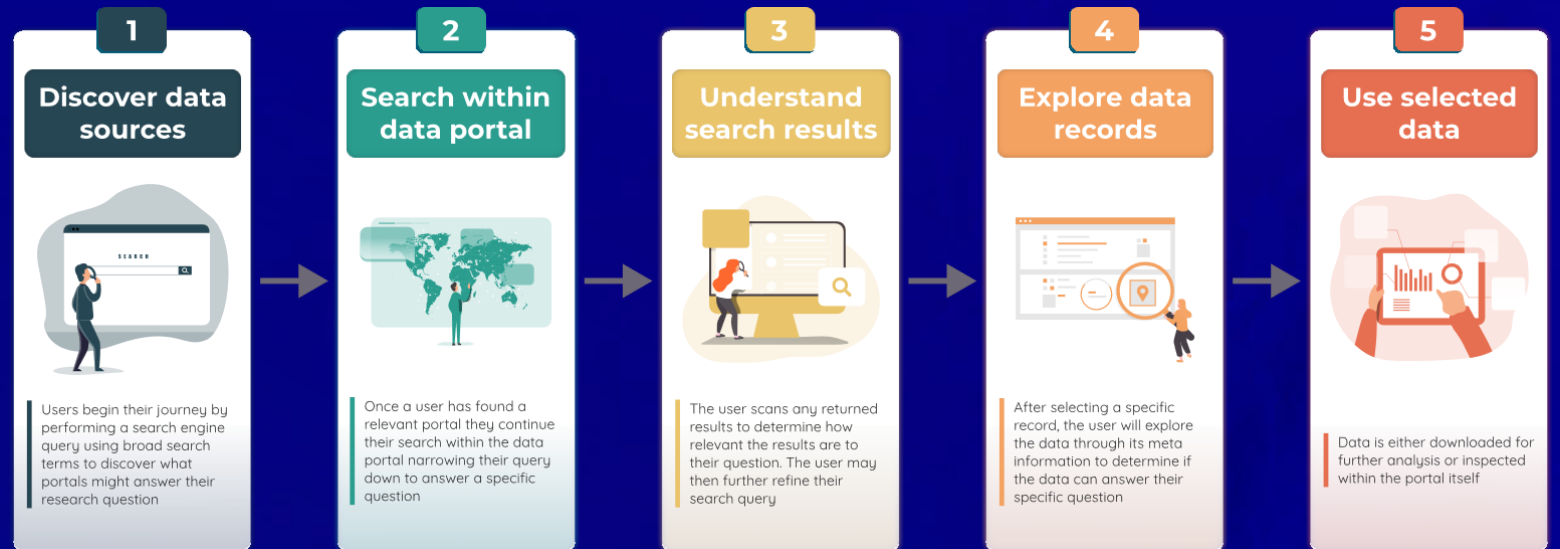 1
Discover data
sources
SEARCH
Users begin their journey by
performing a search engine
query using broad search
terms to discover what
portals might answer their
research question
2
Search within
data portal
Once a user has found a
relevant portal they continue
their search within the data
portal narrowing their query
down to answer a specific
question
3
Understand
search results
The user scans any returned
results to determine how
relevant the results are to
their question. The user may
then further refine their
search query
4
Explore data
records
After selecting a specific
record, the user will explore
the data through its meta
information to determine if
the data can answer their
specific question
5
Use selected
data
Data is either downloaded for
further analysis or inspected
within the portal itself